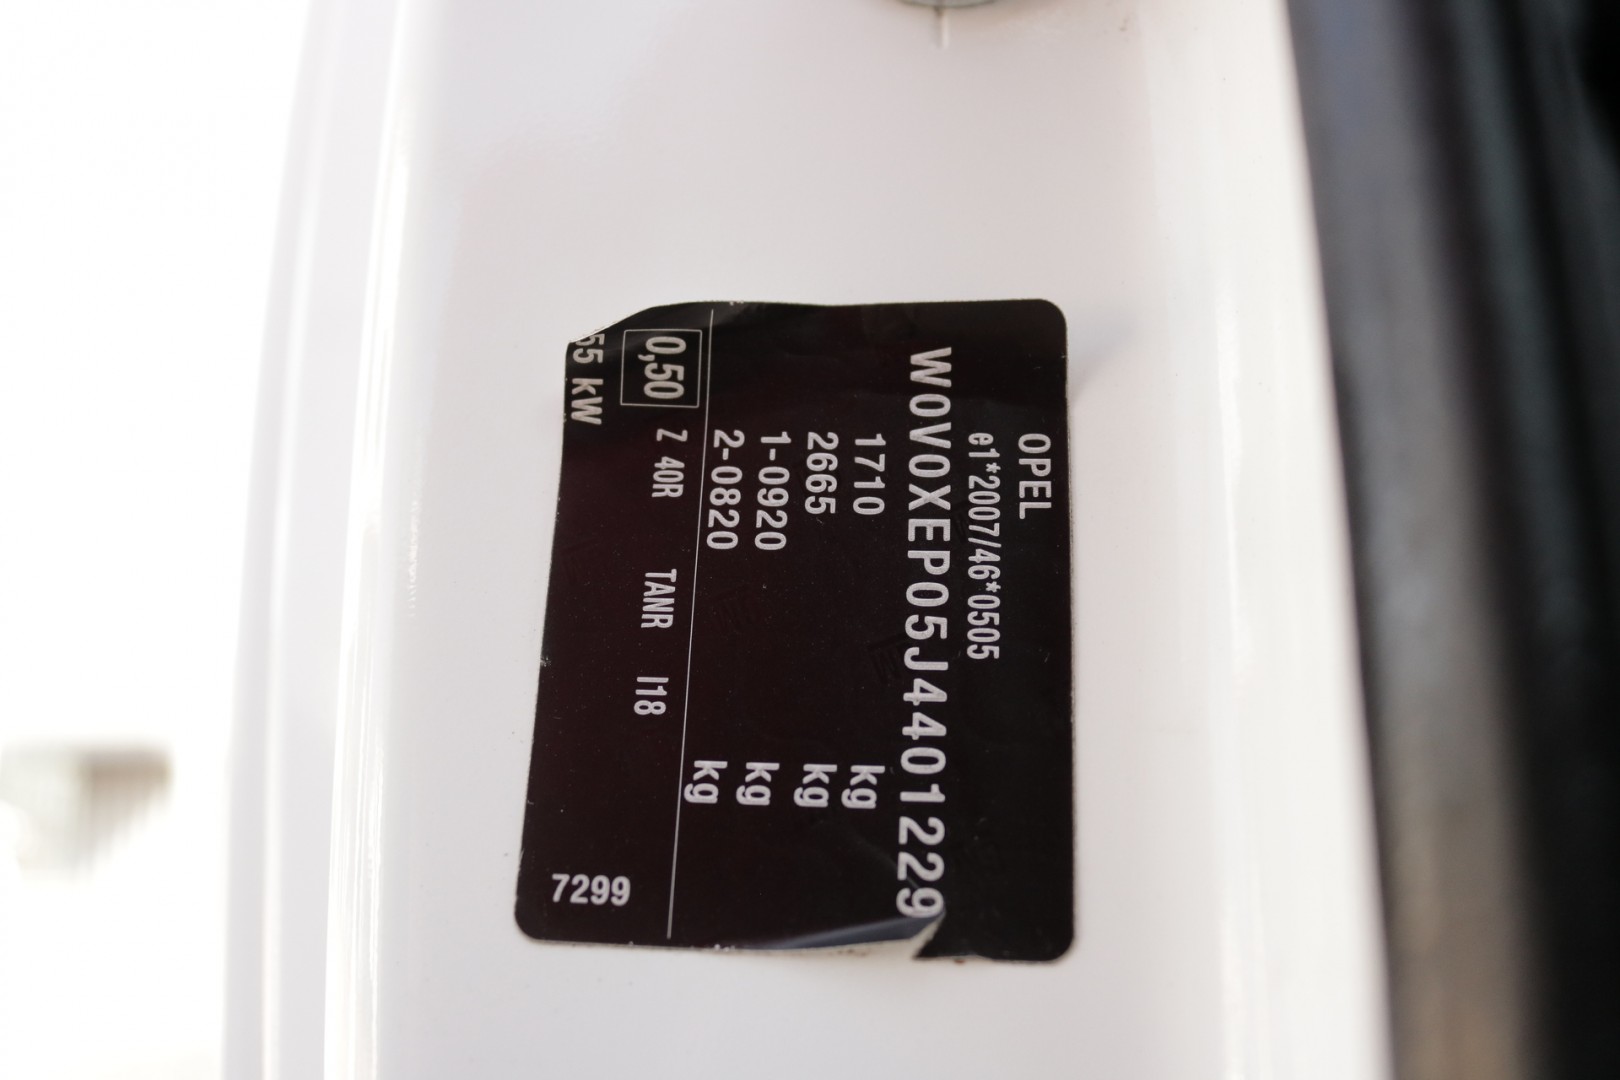 OPEL
e1*2007/46*0505
W0V0XEP05J4401229
1710 kg
2665 kg
1-0920 kg
2-0820 kg
0,50 Z 40R TANR I18
55 kW
7299